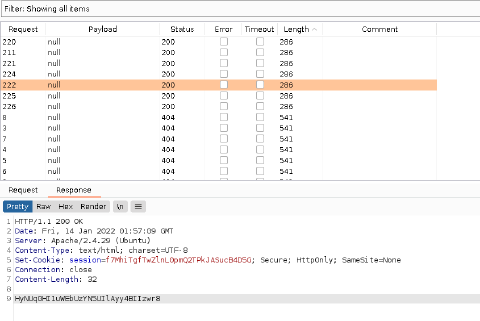 Filter: Showing all items
Request Payload Status Error Timeout Length Comment
220 null 200 286
211 null 200 286
221 null 200 286
224 null 200 286
222 null 200 286
225 null 200 286
226 null 200 286
8 null 404 541
3 null 404 541
7 null 404 541
4 null 404 541
5 null 404 541
6 null 404 541
Request Response
Pretty Raw Hex Render \n
1 HTTP/1.1 200 OK
2 Date: Fri, 14 Jan 2022 01:57:09 GMT
3 Server: Apache/2.4.29 (Ubuntu)
4 Content-Type: text/html; charset=UTF-8
5 Set-Cookie: session=; Secure; HttpOnly; SameSite=None
6 Connection: close
7 Content-Length: 32
8
9